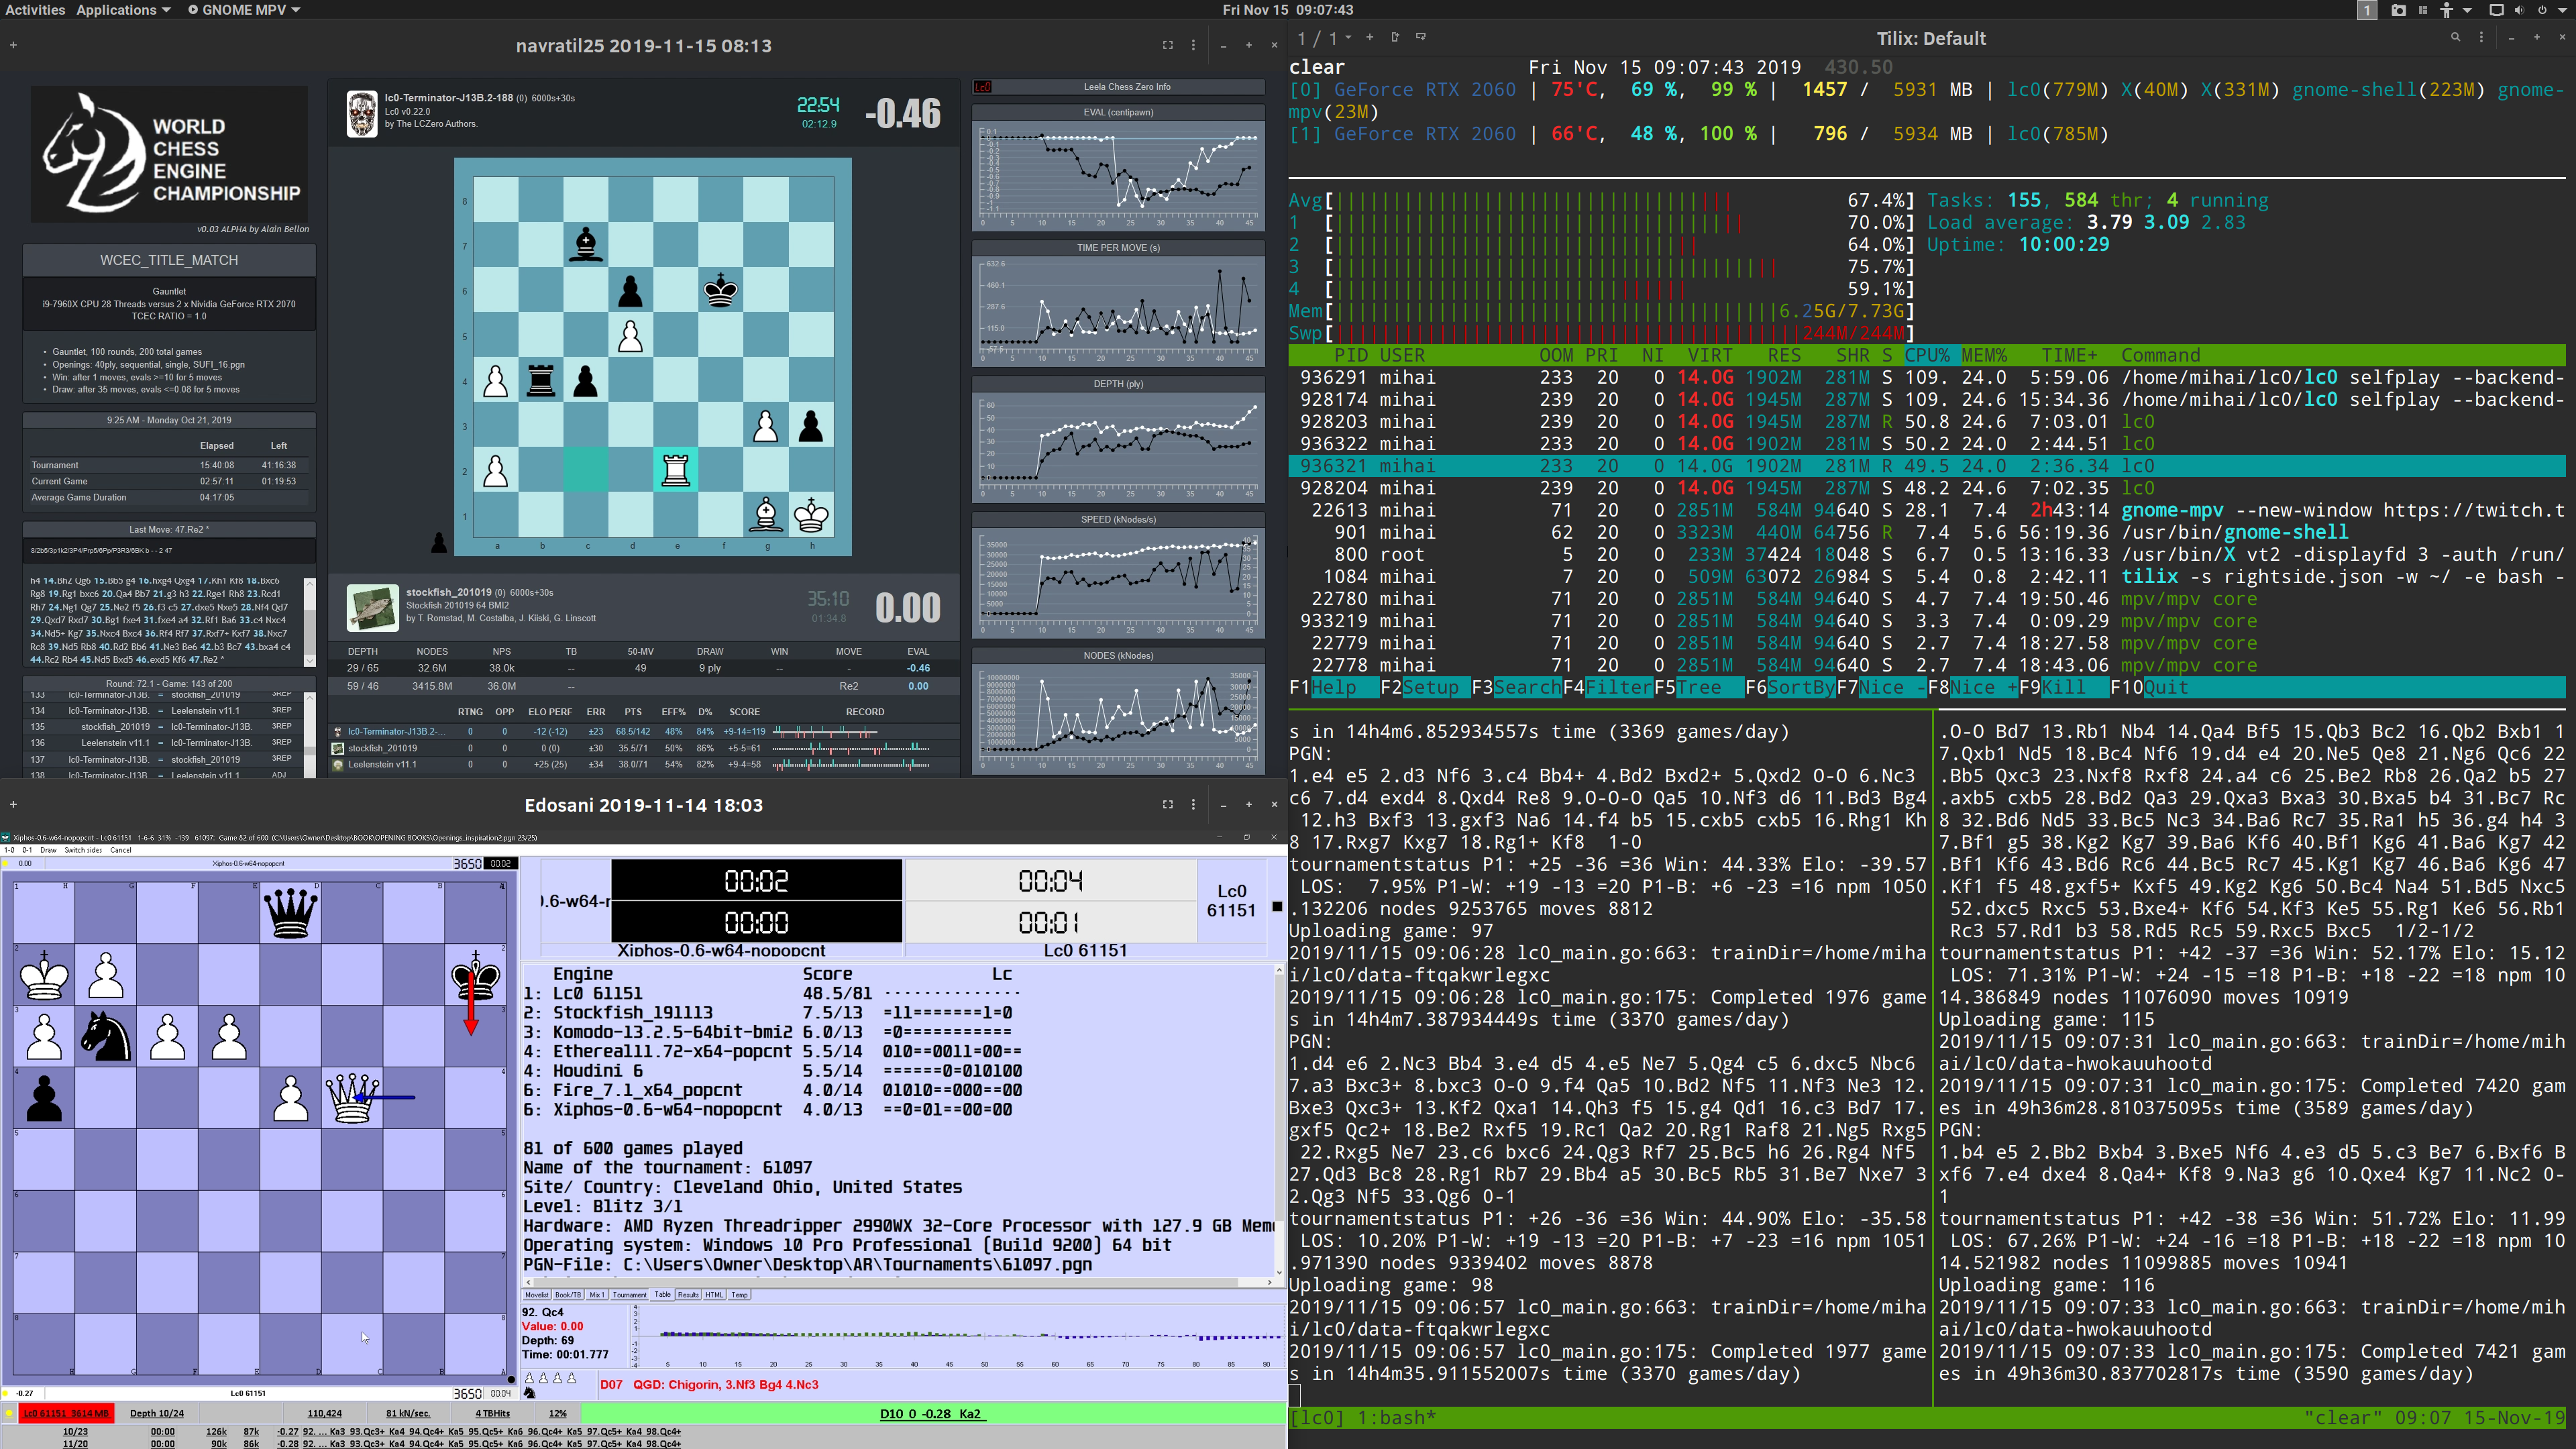 Activities Applications GNOME MPV
Fri Nov 15 09:07:43
1
navratil25 2019-11-15 08:13
WORLD
CHESS
ENGINE
CHAMPIONSHIP
v0.03 ALPHA by Alain Bellon
WCEC_TITLE_MATCH
Gauntlet
i9-7960X CPU 28 Threads versus 2 x Nvidia GeForce RTX 2070
TCEC RATIO = 1.0
• Gauntlet, 100 rounds, 200 total games
• Openings: 40ply, sequential, single, SUFI_16.pgn
• Win: after 1 moves, evals >=10 for 5 moves
• Draw: after 35 moves, evals <=0.08 for 5 moves
9:25 AM - Monday Oct 21, 2019
Elapsed Left
Tournament 15:40:08 41:16:38
Current Game 02:57:11 01:19:53
Average Game Duration 04:17:05
Last Move: 47.Re2 *
8/2b5/3p1k2/3P4/Prp5/6Pp/P3R3/6BK b - - 2 47
h4 14.Bh2 Qg6 15.Bb5 g4 16.hxg4 Qxg4 17.Kh1 Kf8 18.Bxc6
Rg8 19.Rg1 bxc6 20.Qa4 Bb7 21.g3 h3 22.Rge1 Rh8 23.Rcd1
Rh7 24.Ng1 Qg7 25.Ne2 f5 26.f3 c5 27.dxe5 Nxe5 28.Nf4 Qd7
29.Qxd7 Rxd7 30.Bg1 fxe4 31.fxe4 a4 32.Rf1 Ba6 33.c4 Nxc4
34.Nd5+ Kg7 35.Nxc4 Bxc4 36.Rf4 Rf7 37.Rxf7+ Kxf7 38.Nxc7
Rc8 39.Nd5 Rb8 40.Rd2 Bb6 41.Ne3 Be6 42.b3 Bc7 43.bxa4 c4
44.Rc2 Rb4 45.Nd5 Bxd5 46.exd5 Kf6 47.Re2 *
Round: 72.1 - Game: 143 of 200
133 lc0-Terminator-J13B. = stockfish_201019 3REP
134 lc0-Terminator-J13B. = Leelenstein v11.1 3REP
135 stockfish_201019 = lc0-Terminator-J13B. 3REP
136 Leelenstein v11.1 = lc0-Terminator-J13B. 3REP
137 lc0-Terminator-J13B. = stockfish_201019 3REP
138 lc0-Terminator-J13B. = Leelenstein v11.1 ADJ
lc0-Terminator-J13B.2-188 (0) 6000s+30s
Lc0 v0.22.0
by The LCZero Authors.
22:54
02:12.9
-0.46
8
7
6
5
4
3
2
1
a b c d e f g h
stockfish_201019 (0) 6000s+30s
Stockfish 201019 64 BMI2
by T. Romstad, M. Costalba, J. Kiiski, G. Linscott
35:10
01:34.8
0.00
DEPTH NODES NPS TB 50-MV DRAW WIN MOVE EVAL
29 / 65 32.6M 38.0k -- 49 9 ply -- - -0.46
59 / 46 3415.8M 36.0M -- Re2 0.00
RTNG OPP ELO PERF ERR PTS EFF% D% SCORE RECORD
lc0-Terminator-J13B.2-... 0 0 -12 (-12) ±23 68.5/142 48% 84% +9-14=119
stockfish_201019 0 0 0 (0) ±30 35.5/71 50% 86% +5-5=61
Leelenstein v11.1 0 0 +25 (25) ±34 38.0/71 54% 82% +9-4=58
Lc0 Leela Chess Zero Info
EVAL (centipawn)
TIME PER MOVE (s)
DEPTH (ply)
SPEED (kNodes/s)
NODES (kNodes)
Edosani 2019-11-14 18:03
Xiphos-0.6-w64-nopopcnt - Lc0 61151 1-6-6 31% -139 61097: Game 82 of 600 (C:\Users\Owner\Desktop\BOOK\OPENING BOOKS\Openings_inspiration2.pgn 23/25)
1-0 0-1 Draw Switch sides Cancel
0.00 Xiphos-0.6-w64-nopopcnt 3650 00:02
00:02 00:04
00:00 00:01
).6-w64-r
Lc0
61151
Xiphos-0.6-w64-nopopcnt Lc0 61151
Engine Score Lc
1: Lc0 61151 48.5/81 --------------
2: Stockfish_191113 7.5/13 =11=======1=0
3: Komodo-13.2.5-64bit-bmi2 6.0/13 =0===========
4: Ethereal11.72-x64-popcnt 5.5/14 010==0011=00==
4: Houdini 6 5.5/14 ======0=010100
6: Fire_7.1_x64_popcnt 4.0/14 01010==000==00
6: Xiphos-0.6-w64-nopopcnt 4.0/13 ==0=01==00=00
81 of 600 games played
Name of the tournament: 61097
Site/ Country: Cleveland Ohio, United States
Level: Blitz 3/1
Hardware: AMD Ryzen Threadripper 2990WX 32-Core Processor with 127.9 GB Mem
Operating system: Windows 10 Pro Professional (Build 9200) 64 bit
PGN-File: C:\Users\Owner\Desktop\AR\Tournaments\61097.pgn
Movelist Book/TB Mix 1 Tournament Table Results HTML Temp
92. Qc4
Value: 0.00
Depth: 69
Time: 00:01.777
5 10 15 20 25 30 35 40 45 50 55 60 65 70 75 80 85 90
D07 QGD: Chigorin, 3.Nf3 Bg4 4.Nc3
-0.27 Lc0 61151 3650 00:04
Lc0 61151 3614 MB Depth 10/24 110,424 81 kN/sec. 4 TBHits 12% D10 0 -0.28 Ka2
10/23 00:00 126k 87k -0.27 92. ... Ka3 93.Qc3+ Ka4 94.Qc4+ Ka5 95.Qc5+ Ka6 96.Qc4+ Ka5 97.Qc5+ Ka4 98.Qc4+
11/20 00:00 90k 86k -0.28 92. ... Ka3 93.Qc3+ Ka4 94.Qc4+ Ka5 95.Qc5+ Ka6 96.Qc4+ Ka5 97.Qc5+ Ka4 98.Qc4+
1 / 1
Tilix: Default
clear Fri Nov 15 09:07:43 2019 430.50
[0] GeForce RTX 2060 | 75'C, 69 %, 99 % | 1457 / 5931 MB | lc0(779M) X(40M) X(331M) gnome-shell(223M) gnome-
mpv(23M)
[1] GeForce RTX 2060 | 66'C, 48 %, 100 % | 796 / 5934 MB | lc0(785M)
Avg[ 67.4%] Tasks: 155, 584 thr; 4 running
1 [ 70.0%] Load average: 3.79 3.09 2.83
2 [ 64.0%] Uptime: 10:00:29
3 [ 75.7%]
4 [ 59.1%]
Mem[ 6.25G/7.73G]
Swp[ 244M/244M]
PID USER OOM PRI NI VIRT RES SHR S CPU% MEM% TIME+ Command
936291 mihai 233 20 0 14.0G 1902M 281M S 109. 24.0 5:59.06 /home/mihai/lc0/lc0 selfplay --backend-
928174 mihai 239 20 0 14.0G 1945M 287M S 109. 24.6 15:34.36 /home/mihai/lc0/lc0 selfplay --backend-
928203 mihai 239 20 0 14.0G 1945M 287M R 50.8 24.6 7:03.01 lc0
936322 mihai 233 20 0 14.0G 1902M 281M S 50.2 24.0 2:44.51 lc0
936321 mihai 233 20 0 14.0G 1902M 281M R 49.5 24.0 2:36.34 lc0
928204 mihai 239 20 0 14.0G 1945M 287M S 48.2 24.6 7:02.35 lc0
22613 mihai 71 20 0 2851M 584M 94640 S 28.1 7.4 2h43:14 gnome-mpv --new-window https://twitch.t
901 mihai 62 20 0 3323M 440M 64756 R 7.4 5.6 56:19.36 /usr/bin/gnome-shell
800 root 5 20 0 233M 37424 18048 S 6.7 0.5 13:16.33 /usr/bin/X vt2 -displayfd 3 -auth /run/
1084 mihai 7 20 0 509M 63072 26984 S 5.4 0.8 2:42.11 tilix -s rightside.json -w ~/ -e bash -
22780 mihai 71 20 0 2851M 584M 94640 S 4.7 7.4 19:50.46 mpv/mpv core
933219 mihai 71 20 0 2851M 584M 94640 S 3.3 7.4 0:09.29 mpv/mpv core
22779 mihai 71 20 0 2851M 584M 94640 S 2.7 7.4 18:27.58 mpv/mpv core
22778 mihai 71 20 0 2851M 584M 94640 S 2.7 7.4 18:43.06 mpv/mpv core
F1Help F2Setup F3SearchF4FilterF5Tree F6SortByF7Nice -F8Nice +F9Kill F10Quit
s in 14h4m6.852934557s time (3369 games/day)
PGN:
1.e4 e5 2.d3 Nf6 3.c4 Bb4+ 4.Bd2 Bxd2+ 5.Qxd2 O-O 6.Nc3
c6 7.d4 exd4 8.Qxd4 Re8 9.O-O-O Qa5 10.Nf3 d6 11.Bd3 Bg4
12.h3 Bxf3 13.gxf3 Na6 14.f4 b5 15.cxb5 cxb5 16.Rhg1 Kh
8 17.Rxg7 Kxg7 18.Rg1+ Kf8 1-0
tournamentstatus P1: +25 -36 =36 Win: 44.33% Elo: -39.57
LOS: 7.95% P1-W: +19 -13 =20 P1-B: +6 -23 =16 npm 1050
.132206 nodes 9253765 moves 8812
Uploading game: 97
2019/11/15 09:06:28 lc0_main.go:663: trainDir=/home/miha
i/lc0/data-ftqakwrlegxc
2019/11/15 09:06:28 lc0_main.go:175: Completed 1976 game
s in 14h4m7.387934449s time (3370 games/day)
PGN:
1.d4 e6 2.Nc3 Bb4 3.e4 d5 4.e5 Ne7 5.Qg4 c5 6.dxc5 Nbc6
7.a3 Bxc3+ 8.bxc3 O-O 9.f4 Qa5 10.Bd2 Nf5 11.Nf3 Ne3 12.
Bxe3 Qxc3+ 13.Kf2 Qxa1 14.Qh3 f5 15.g4 Qd1 16.c3 Bd7 17.
gxf5 Qc2+ 18.Be2 Rxf5 19.Rc1 Qa2 20.Rg1 Raf8 21.Ng5 Rxg5
22.Rxg5 Ne7 23.c6 bxc6 24.Qg3 Rf7 25.Bc5 h6 26.Rg4 Nf5
27.Qd3 Bc8 28.Rg1 Rb7 29.Bb4 a5 30.Bc5 Rb5 31.Be7 Nxe7 3
2.Qg3 Nf5 33.Qg6 0-1
tournamentstatus P1: +26 -36 =36 Win: 44.90% Elo: -35.58
LOS: 10.20% P1-W: +19 -13 =20 P1-B: +7 -23 =16 npm 1051
.971390 nodes 9339402 moves 8878
Uploading game: 98
2019/11/15 09:06:57 lc0_main.go:663: trainDir=/home/miha
i/lc0/data-ftqakwrlegxc
2019/11/15 09:06:57 lc0_main.go:175: Completed 1977 game
s in 14h4m35.911552007s time (3370 games/day)
.O-O Bd7 13.Rb1 Nb4 14.Qa4 Bf5 15.Qb3 Bc2 16.Qb2 Bxb1 1
7.Qxb1 Nd5 18.Bc4 Nf6 19.d4 e4 20.Ne5 Qe8 21.Ng6 Qc6 22
.Bb5 Qxc3 23.Nxf8 Rxf8 24.a4 c6 25.Be2 Rb8 26.Qa2 b5 27
.axb5 cxb5 28.Bd2 Qa3 29.Qxa3 Bxa3 30.Bxa5 b4 31.Bc7 Rc
8 32.Bd6 Nd5 33.Bc5 Nc3 34.Ba6 Rc7 35.Ra1 h5 36.g4 h4 3
7.Bf1 g5 38.Kg2 Kg7 39.Ba6 Kf6 40.Bf1 Kg6 41.Ba6 Kg7 42
.Bf1 Kf6 43.Bd6 Rc6 44.Bc5 Rc7 45.Kg1 Kg7 46.Ba6 Kg6 47
.Kf1 f5 48.gxf5+ Kxf5 49.Kg2 Kg6 50.Bc4 Na4 51.Bd5 Nxc5
52.dxc5 Rxc5 53.Bxe4+ Kf6 54.Kf3 Ke5 55.Rg1 Ke6 56.Rb1
Rc3 57.Rd1 b3 58.Rd5 Rc5 59.Rxc5 Bxc5 1/2-1/2
tournamentstatus P1: +42 -37 =36 Win: 52.17% Elo: 15.12
LOS: 71.31% P1-W: +24 -15 =18 P1-B: +18 -22 =18 npm 10
14.386849 nodes 11076090 moves 10919
Uploading game: 115
2019/11/15 09:07:31 lc0_main.go:663: trainDir=/home/mih
ai/lc0/data-hwokauuhootd
2019/11/15 09:07:31 lc0_main.go:175: Completed 7420 gam
es in 49h36m28.810375095s time (3589 games/day)
PGN:
1.b4 e5 2.Bb2 Bxb4 3.Bxe5 Nf6 4.e3 d5 5.c3 Be7 6.Bxf6 B
xf6 7.e4 dxe4 8.Qa4+ Kf8 9.Na3 g6 10.Qxe4 Kg7 11.Nc2 0-
1
tournamentstatus P1: +42 -38 =36 Win: 51.72% Elo: 11.99
LOS: 67.26% P1-W: +24 -16 =18 P1-B: +18 -22 =18 npm 10
14.521982 nodes 11099885 moves 10941
Uploading game: 116
2019/11/15 09:07:33 lc0_main.go:663: trainDir=/home/mih
ai/lc0/data-hwokauuhootd
2019/11/15 09:07:33 lc0_main.go:175: Completed 7421 gam
es in 49h36m30.837702817s time (3590 games/day)
[lc0] 1:bash* "clear" 09:07 15-Nov-19